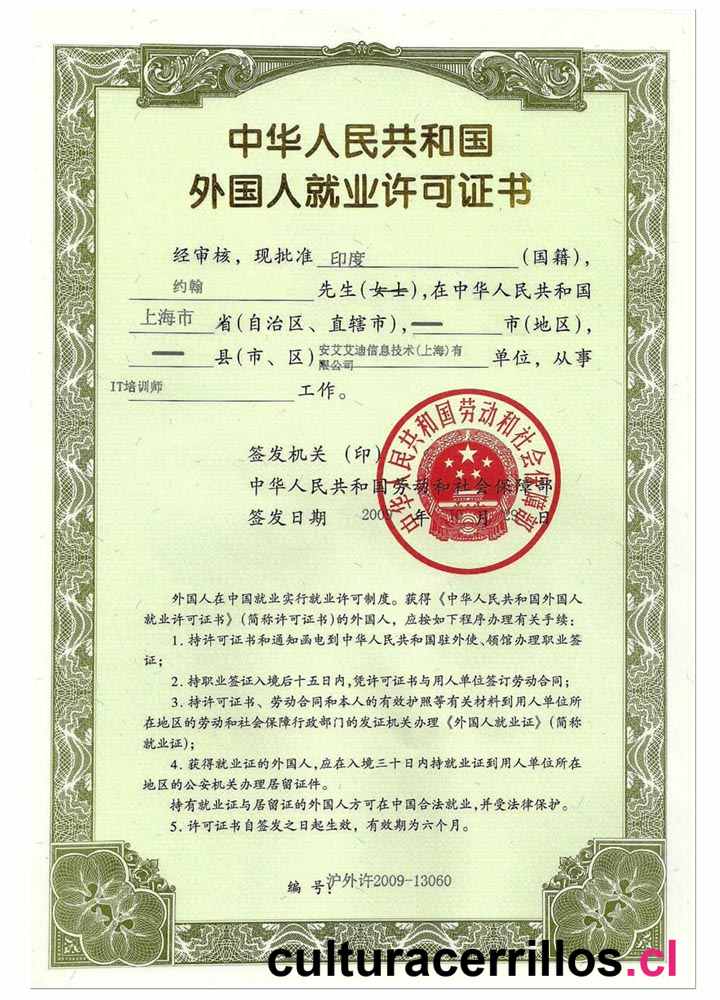 中华人民共和国
外国人就业许可证书
经审核，现批准 印度 (国籍)，
约翰 先生(女士)，在中华人民共和国
上海市 省(自治区、直辖市)， — 市(地区)，
— 县(市、区) 安艾艾迪信息技术(上海)有限公司 单位，从事
IT培训师 工作。
签发机关 (印)
中华人民共和国劳动和社会保障部
签发日期 2009 年 月 29 日
中华人民共和国劳动和社会保障部
外国人在中国就业实行就业许可制度。获得《中华人民共和国外国人
就业许可证书》(简称许可证书)的外国人，应按如下程序办理有关手续：
1．持许可证书和通知函电到中华人民共和国驻外使、领馆办理职业签
证；
2．持职业签证入境后十五日内，凭许可证书与用人单位签订劳动合同；
3．持许可证书、劳动合同和本人的有效护照等有关材料到用人单位所
在地区的劳动和社会保障行政部门的发证机关办理《外国人就业证》(简称
就业证)；
4．获得就业证的外国人，应在入境三十日内持就业证到用人单位所在
地区的公安机关办理居留证件。
持有就业证与居留证的外国人方可在中国合法就业，并受法律保护。
5．许可证书自签发之日起生效，有效期为六个月。
编 号：沪外许2009-13060
culturacerrillos.cl